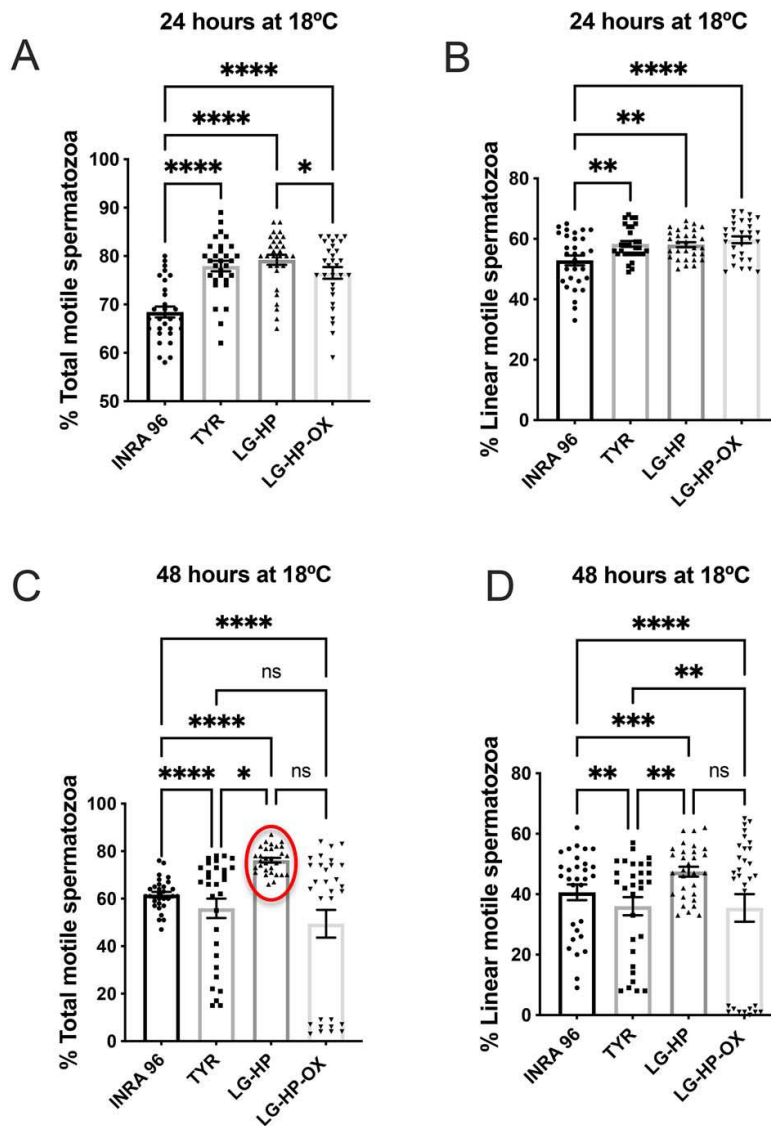 24 hours at 18ºC
A
****
****
****
*
% Total motile spermatozoa
100
90
80
70
60
50
INRA 96
TYR
LG-HP
LG-HP-OX
24 hours at 18ºC
B
****
**
**
% Linear motile spermatozoa
80
60
40
20
0
INRA 96
TYR
LG-HP
LG-HP-OX
48 hours at 18ºC
C
****
ns
****
****
*
ns
% Total motile spermatozoa
100
80
60
40
20
0
INRA 96
TYR
LG-HP
LG-HP-OX
48 hours at 18ºC
D
****
**
***
**
**
ns
% Linear motile spermatozoa
80
60
40
20
0
INRA 96
TYR
LG-HP
LG-HP-OX